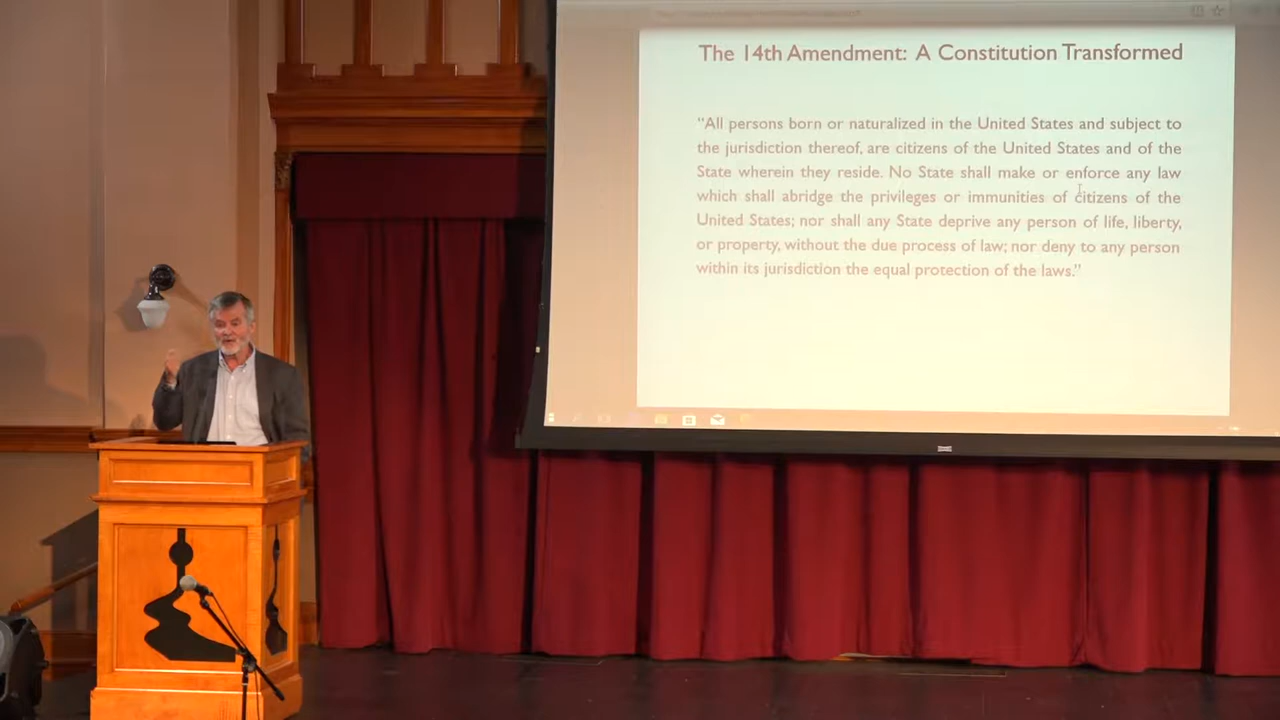 The 14th Amendment: A Constitution Transformed
"All persons born or naturalized in the United States and subject to
the jurisdiction thereof, are citizens of the United States and of the
State wherein they reside. No State shall make or enforce any law
which shall abridge the privileges or immunities of citizens of the
United States; nor shall any State deprive any person of life, liberty,
or property, without the due process of law; nor deny to any person
within its jurisdiction the equal protection of the laws."